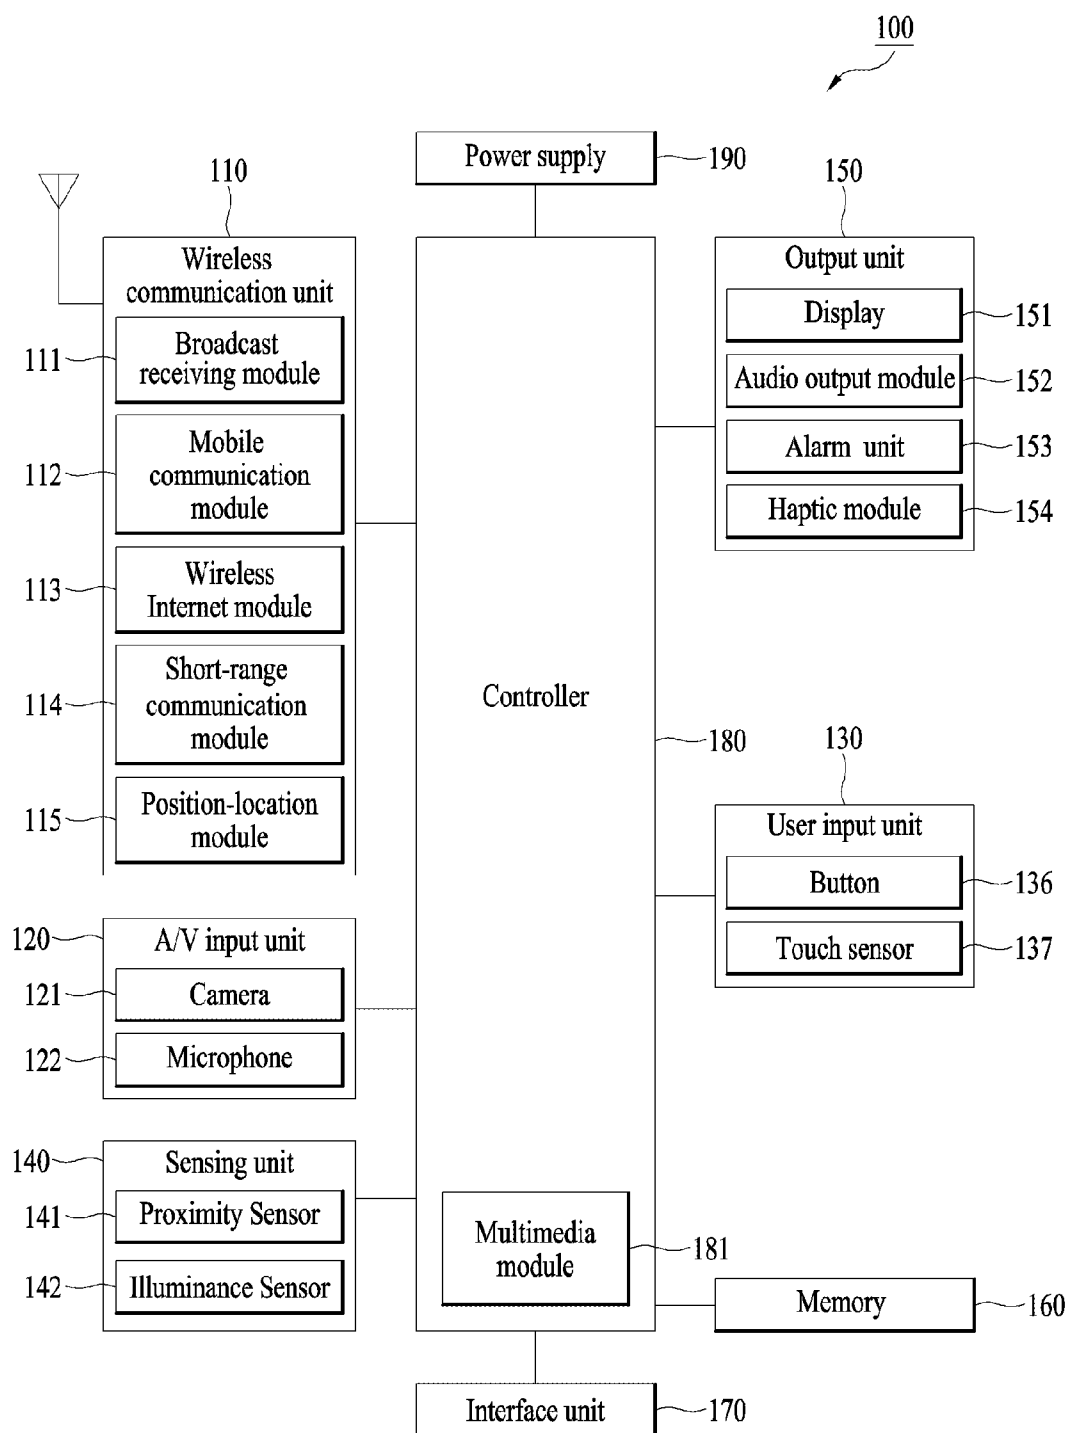 100
Power supply
190
110
Wireless
communication unit
111
Broadcast
receiving module
112
Mobile
communication
module
113
Wireless
Internet module
114
Short-range
communication
module
115
Position-location
module
120
A/V input unit
121
Camera
122
Microphone
140
Sensing unit
141
Proximity Sensor
142
Illuminance Sensor
Controller
180
Multimedia
module
181
150
Output unit
Display
151
Audio output module
152
Alarm unit
153
Haptic module
154
130
User input unit
Button
136
Touch sensor
137
Memory
160
Interface unit
170